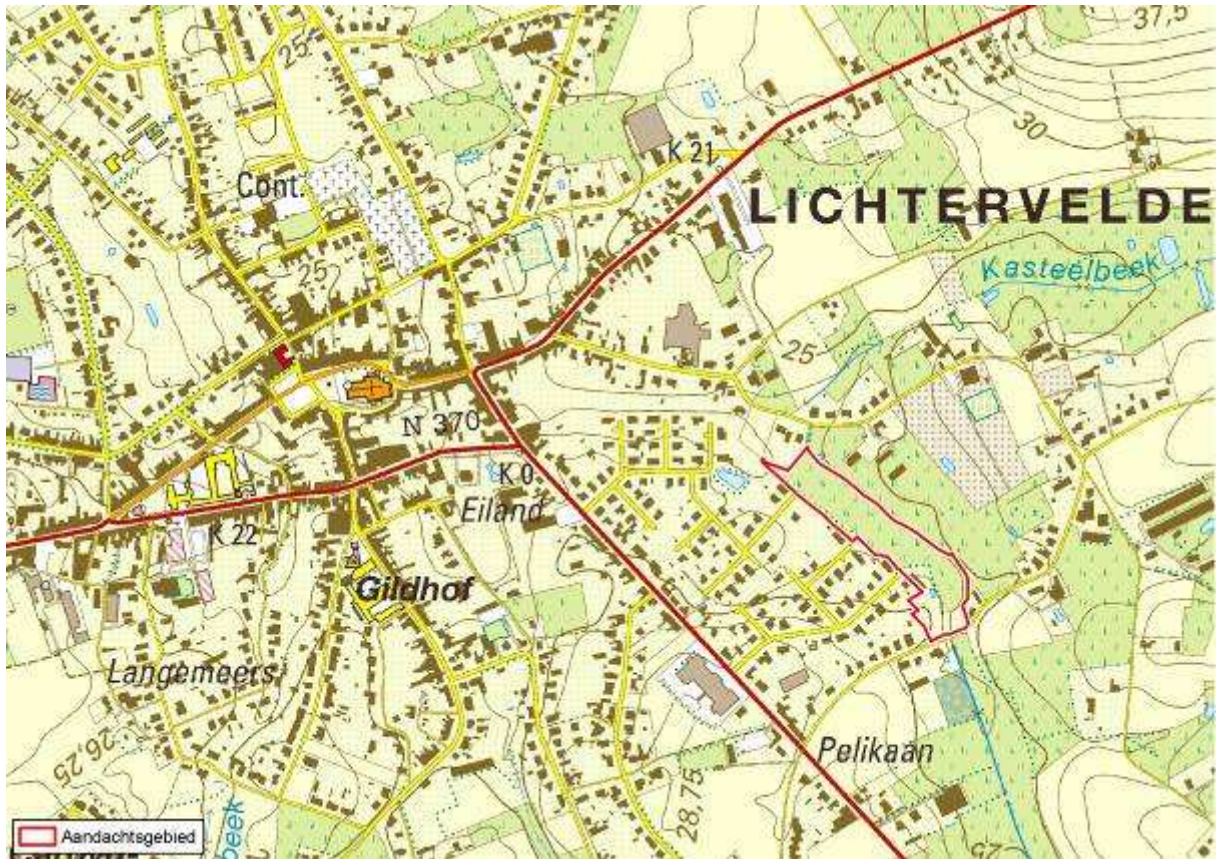 37,5
25
30
K 21
Cont.
LICHTERVELDE
Kasteelbeek
25
25
N 370
K 0
Eiland
K 22
Gildhof
Langemeers
Pelikaan
26,25
28,75
beek
Aandachtsgebied
25